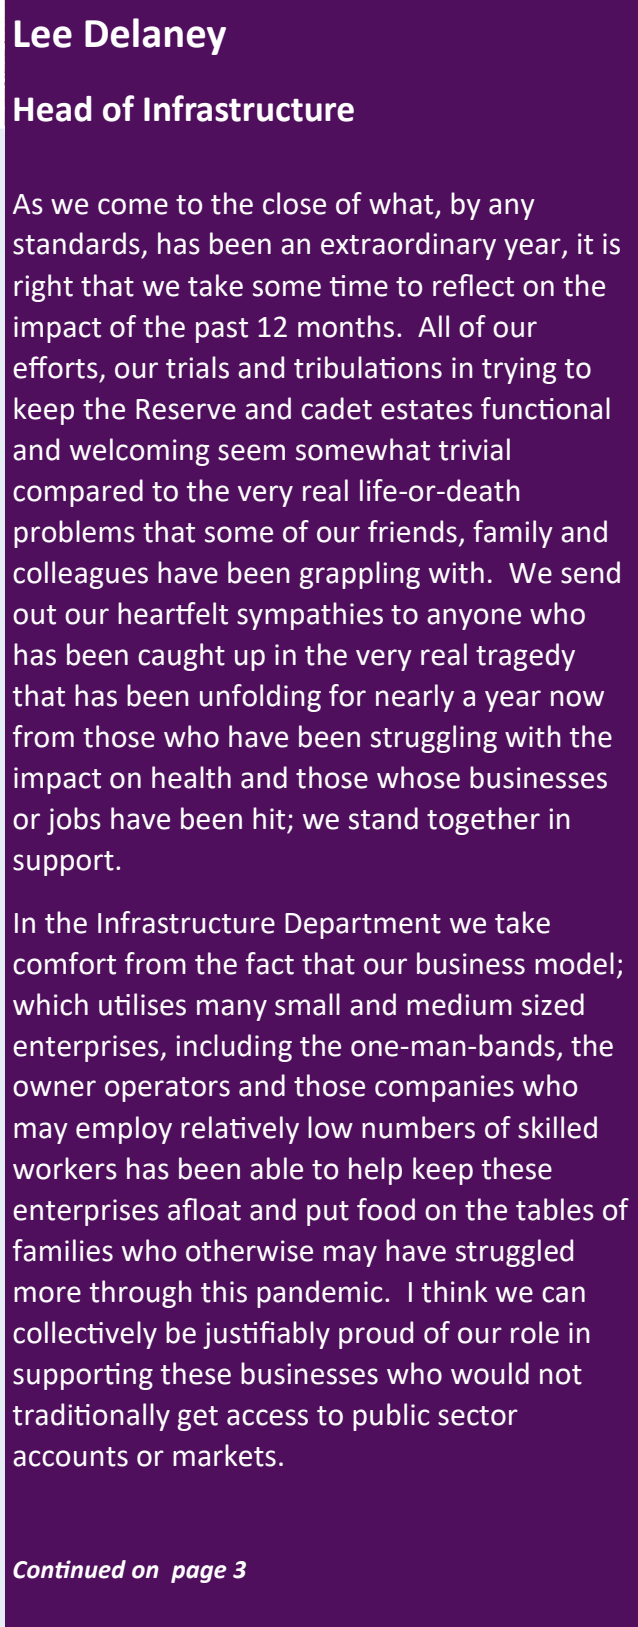 Lee Delaney
Head of Infrastructure
As we come to the close of what, by any
standards, has been an extraordinary year, it is
right that we take some time to reflect on the
impact of the past 12 months.  All of our
efforts, our trials and tribulations in trying to
keep the Reserve and cadet estates functional
and welcoming seem somewhat trivial
compared to the very real life-or-death
problems that some of our friends, family and
colleagues have been grappling with.  We send
out our heartfelt sympathies to anyone who
has been caught up in the very real tragedy
that has been unfolding for nearly a year now
from those who have been struggling with the
impact on health and those whose businesses
or jobs have been hit; we stand together in
support.
In the Infrastructure Department we take
comfort from the fact that our business model;
which utilises many small and medium sized
enterprises, including the one-man-bands, the
owner operators and those companies who
may employ relatively low numbers of skilled
workers has been able to help keep these
enterprises afloat and put food on the tables of
families who otherwise may have struggled
more through this pandemic.  I think we can
collectively be justifiably proud of our role in
supporting these businesses who would not
traditionally get access to public sector
accounts or markets.
Continued on  page 3